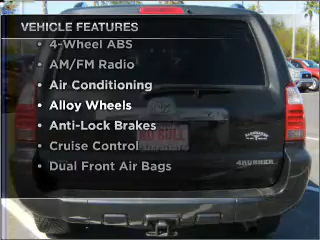 VEHICLE FEATURES
• 4-Wheel ABS
• AM/FM Radio
• Air Conditioning
• Alloy Wheels
• Anti-Lock Brakes
• Cruise Control
• Dual Front Air Bags
4RUNNER